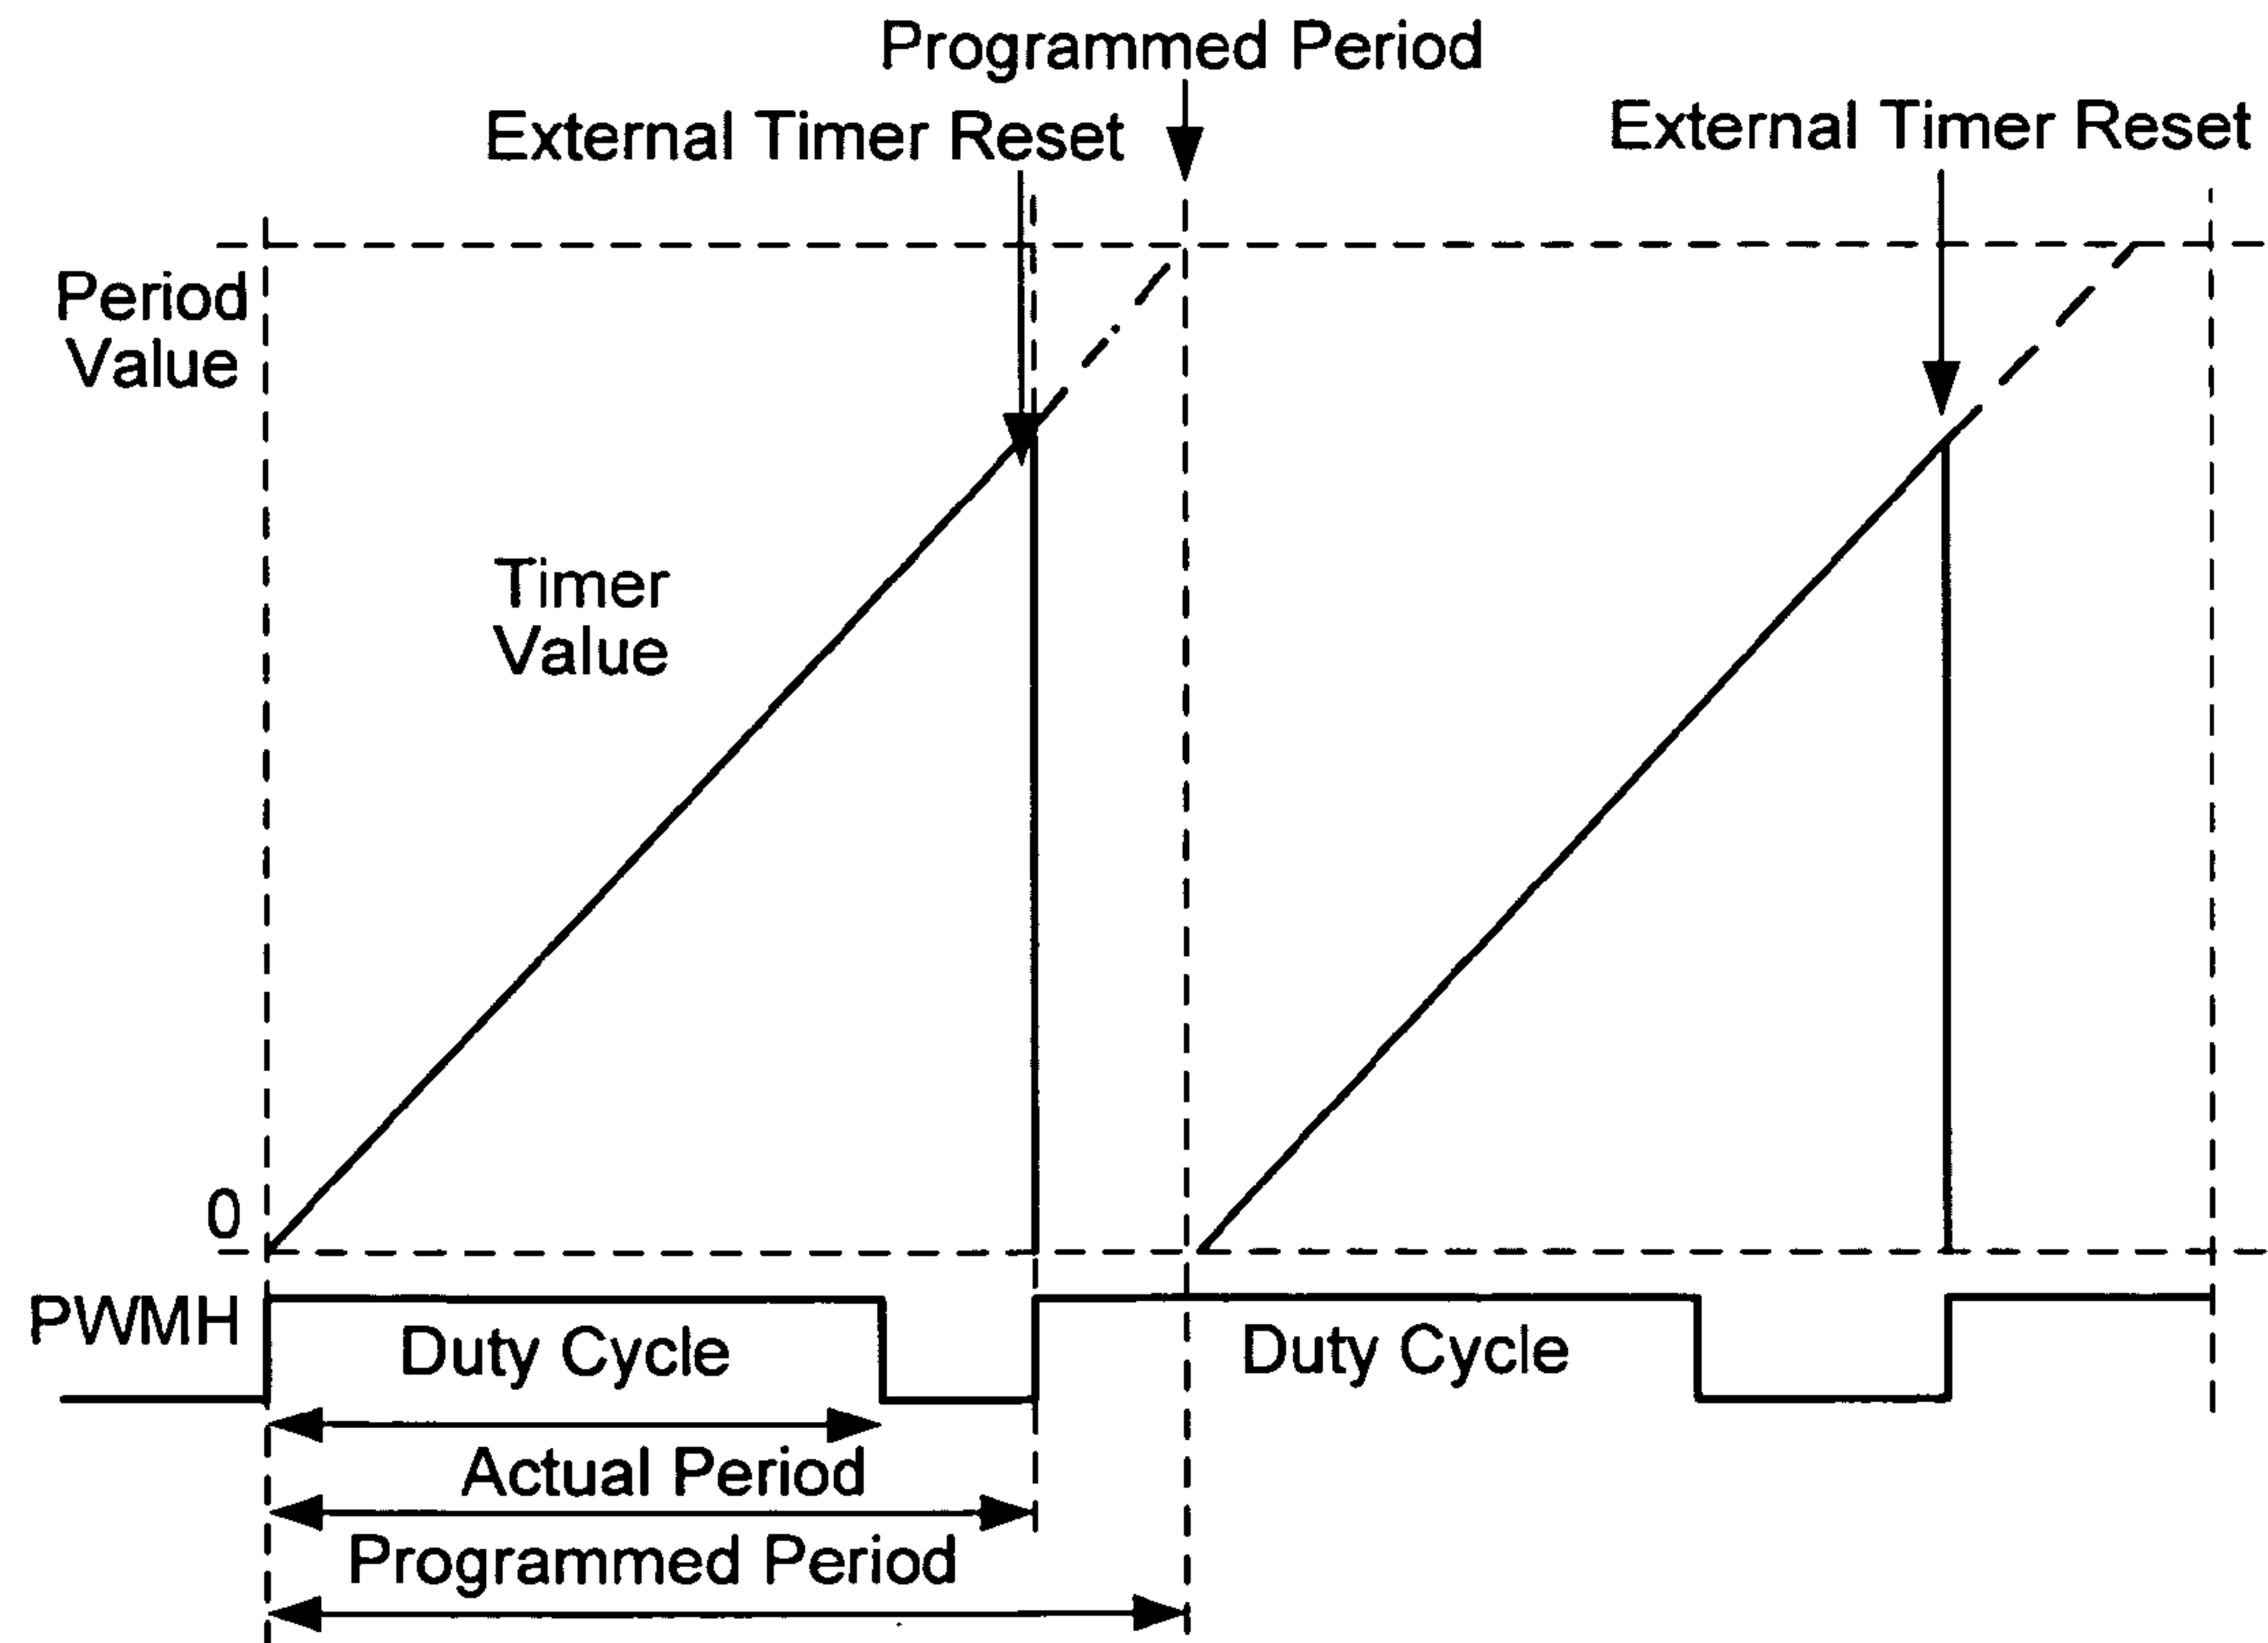 Programmed Period
External Timer Reset
External Timer Reset
Period
Value
Timer
Value
0
PWMH
Duty Cycle
Duty Cycle
Actual Period
Programmed Period